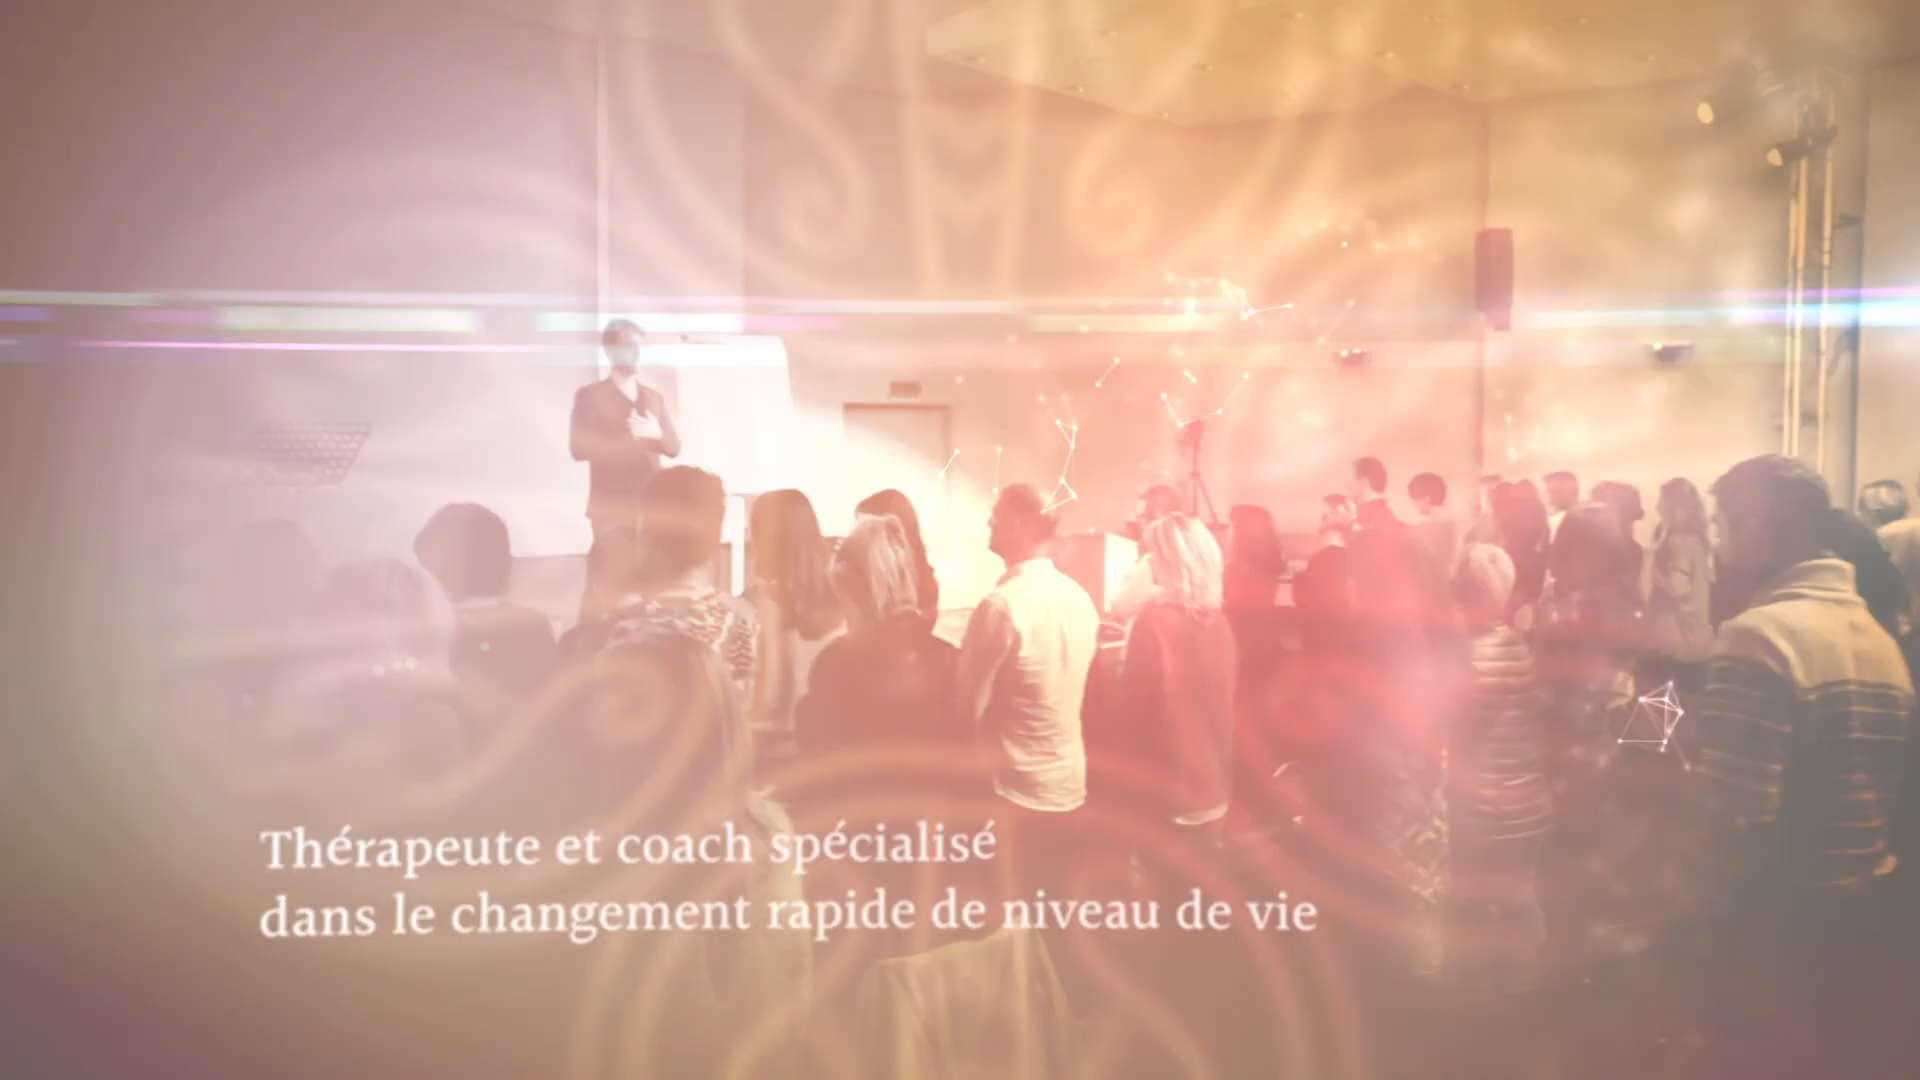 Thérapeute et coach spécialisé
dans le changement rapide de niveau de vie